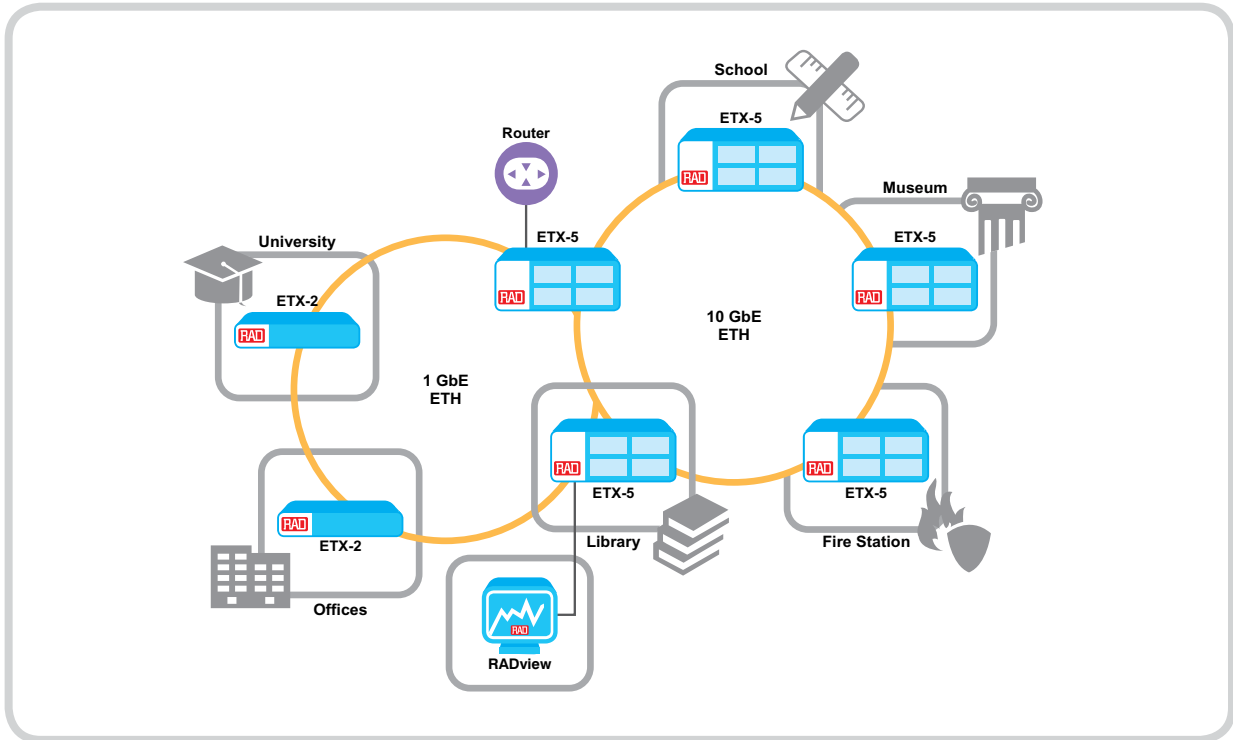 School
ETX-5
RAD
Router
Museum
ETX-5
RAD
ETX-5
RAD
University
ETX-2
RAD
10 GbE
ETH
1 GbE
ETH
RAD
ETX-5
Library
RAD
ETX-5
Fire Station
RAD
ETX-2
Offices
RAD
RADview